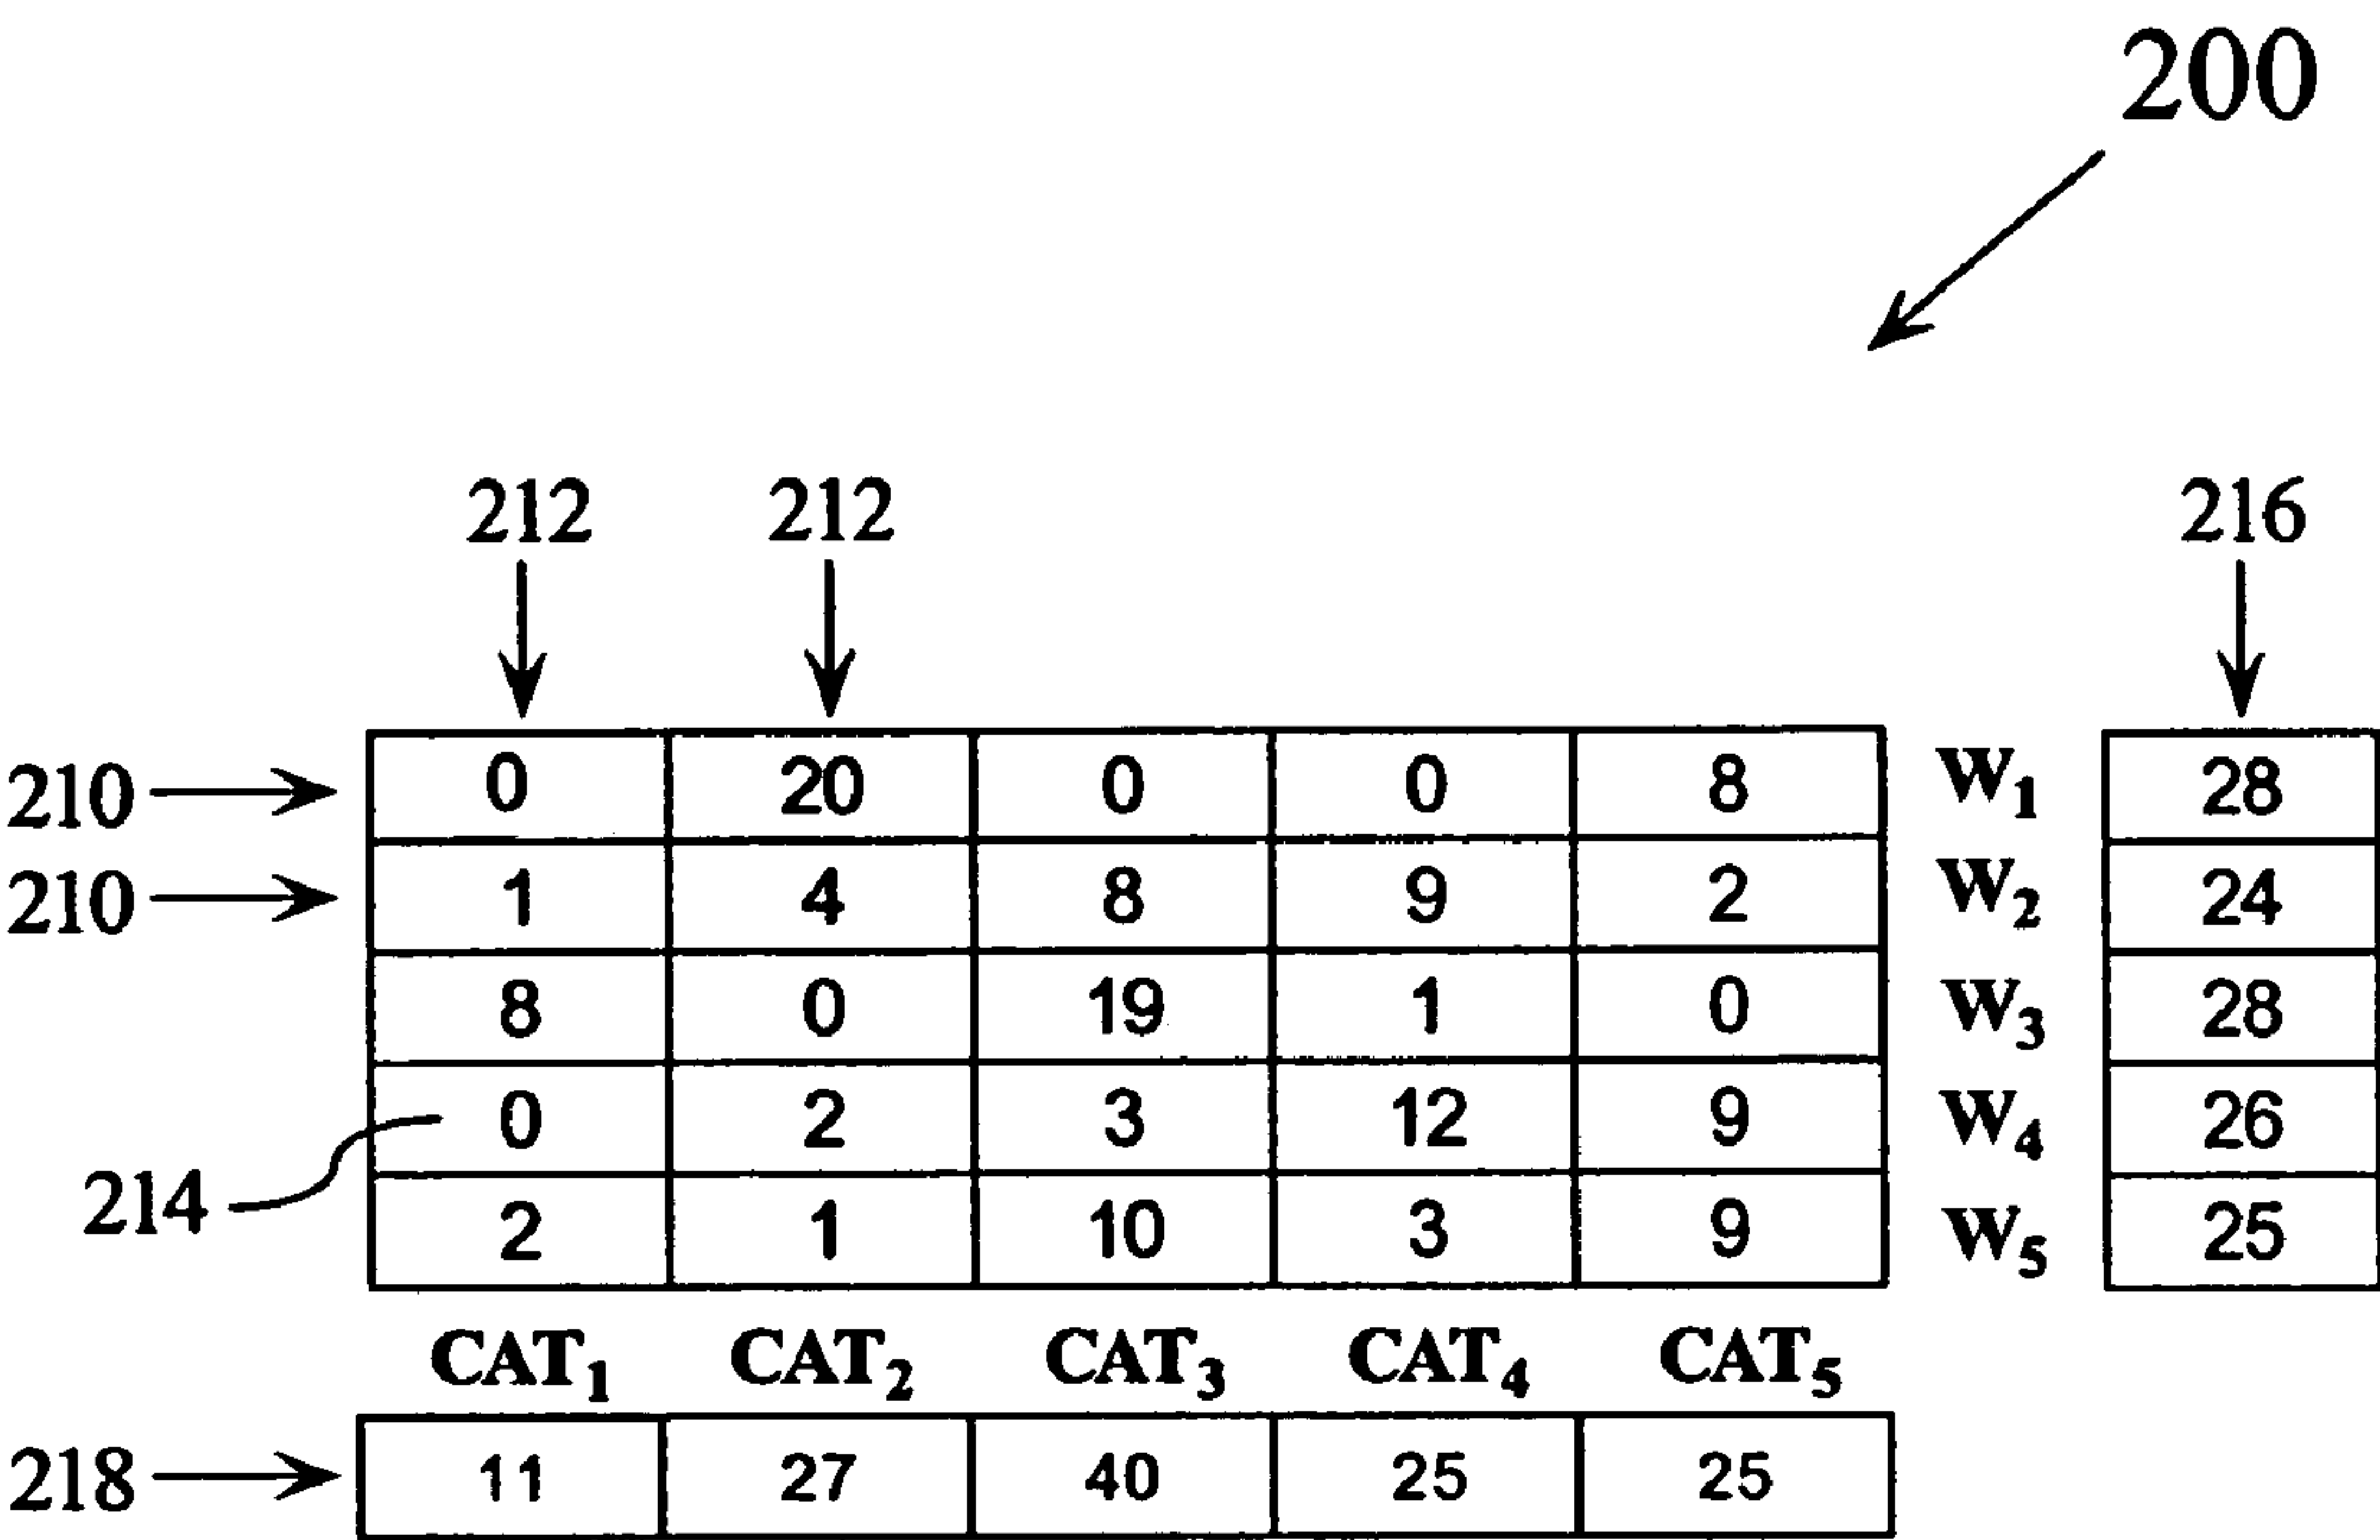 200
212 212 216
210 0 20 0 0 8 W1 28
210 1 4 8 9 2 W2 24
8 0 19 1 0 W3 28
0 2 3 12 9 W4 26
214 2 1 10 3 9 W5 25
CAT1 CAT2 CAT3 CAT4 CAT5
218 11 27 40 25 25